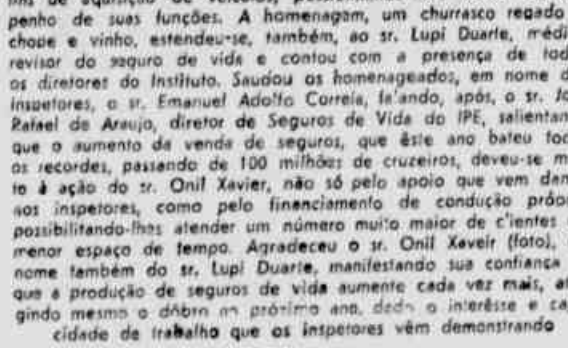 penho de suas funções. A homenagem, um churrasco regado
chope e vinho, estendeu-se, também, ao sr. Lupi Duarte, médi
revisor do seguro de vida e contou com a presença de tod
os diretores do Instituto. Saudou os homenageados, em nome d
Inspetores, o sr. Emanuel Adolfo Correia, fa'ando, após, o sr. Jo
Rafael de Araujo, diretor de Seguros de Vida do IPE, salientan
que o aumento da venda de seguros, que êste ano bateu tod
os recordes, passando de 100 milhões de cruzeiros, deveu-se m
to à ação do sr. Onil Xavier, não só pelo apoio que vem dan
aos inspetores, como pelo financiamento de condução própr
possibilitando-lhes atender um número muito maior de c'ientes
menor espaço de tempo. Agradeceu o sr. Onil Xaveir (foto),
nome também do sr. Lupi Duarte, manifestando sua confiança
que a produção de seguros de vida aumente cada vez mais, at
gindo mesmo o dôbro no próximo ano, dado o interêsse e ca
cidade de trabalho que os inspetores vêm demonstrando